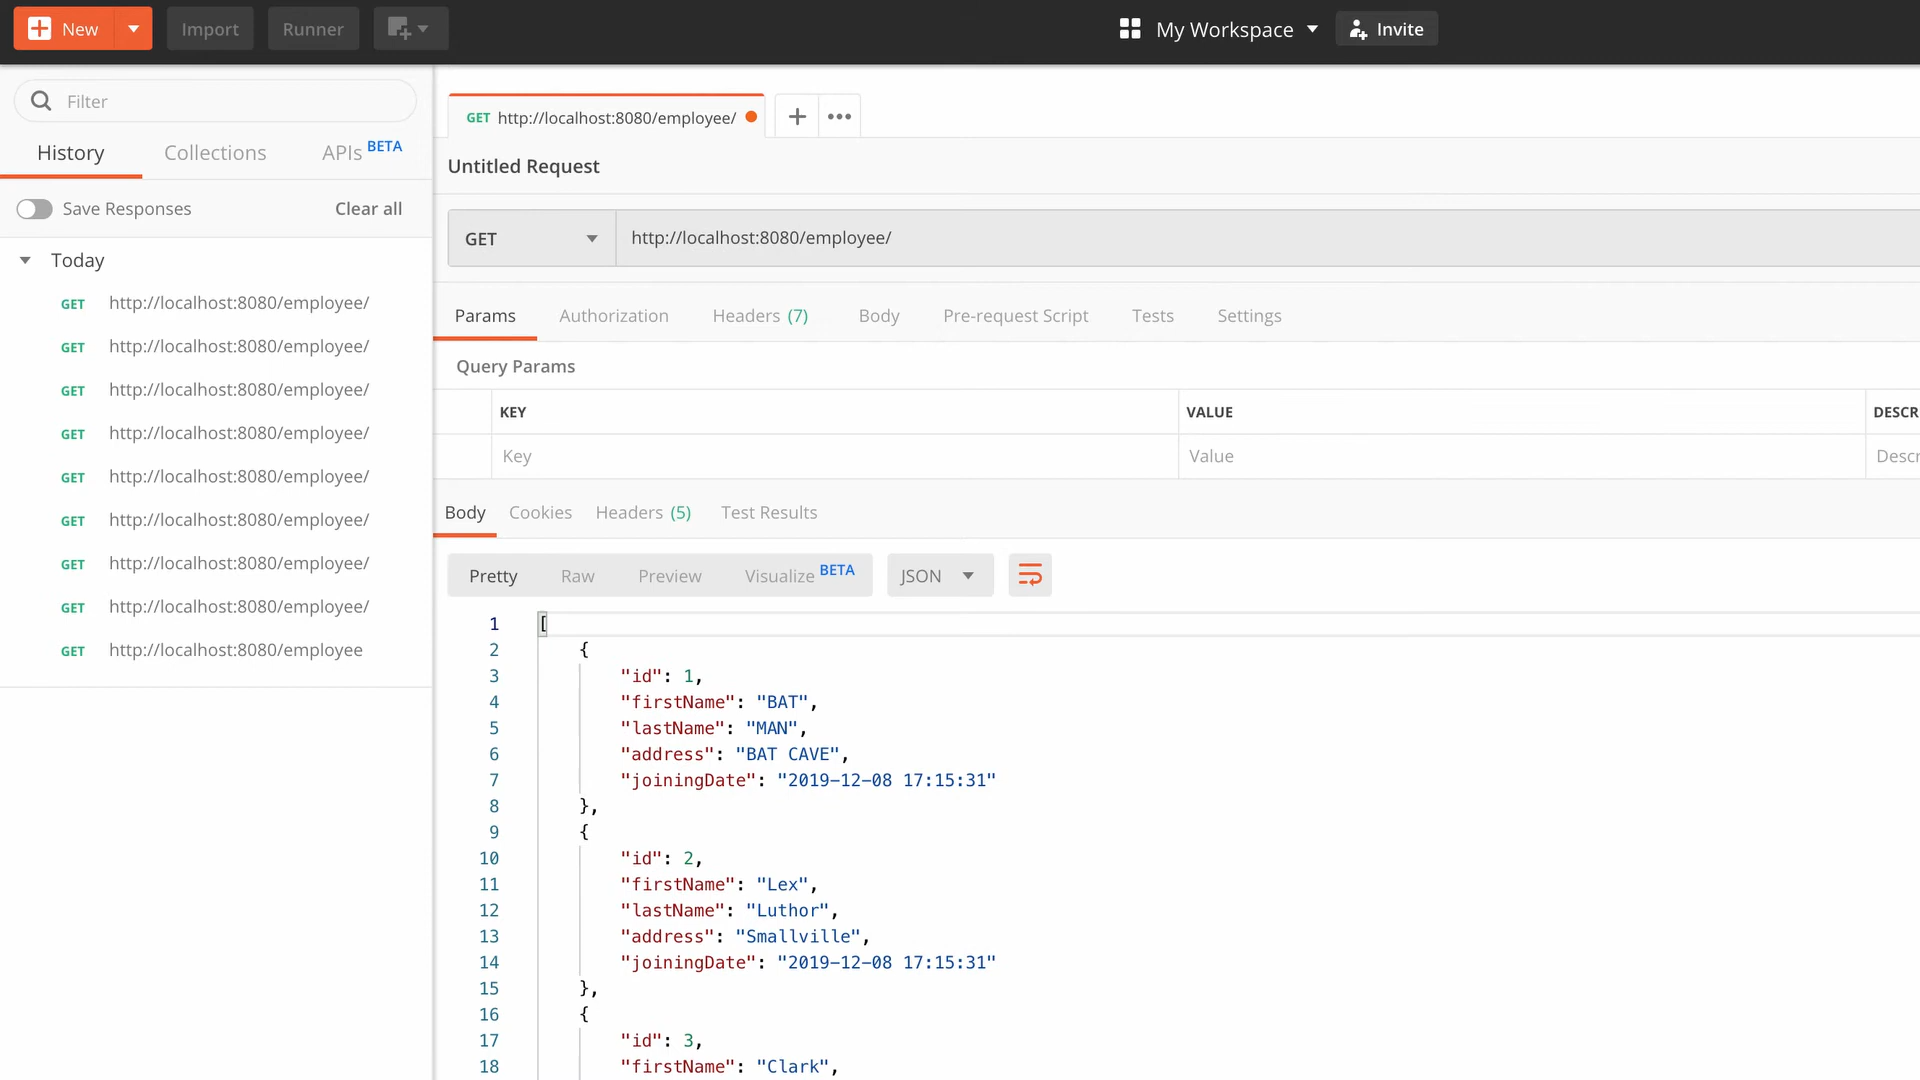 New
Import
Runner
My Workspace
Invite
Filter
History
Collections
APIs BETA
Save Responses
Clear all
Today
GET http://localhost:8080/employee/
GET http://localhost:8080/employee/
GET http://localhost:8080/employee/
GET http://localhost:8080/employee/
GET http://localhost:8080/employee/
GET http://localhost:8080/employee/
GET http://localhost:8080/employee/
GET http://localhost:8080/employee/
GET http://localhost:8080/employee
GET http://localhost:8080/employee/
Untitled Request
GET http://localhost:8080/employee/
Params Authorization Headers (7) Body Pre-request Script Tests Settings
Query Params
KEY VALUE DESCR
Key Value Descr
Body Cookies Headers (5) Test Results
Pretty Raw Preview Visualize BETA JSON
1 [
2 {
3 "id": 1,
4 "firstName": "BAT",
5 "lastName": "MAN",
6 "address": "BAT CAVE",
7 "joiningDate": "2019-12-08 17:15:31"
8 },
9 {
10 "id": 2,
11 "firstName": "Lex",
12 "lastName": "Luthor",
13 "address": "Smallville",
14 "joiningDate": "2019-12-08 17:15:31"
15 },
16 {
17 "id": 3,
18 "firstName": "Clark",